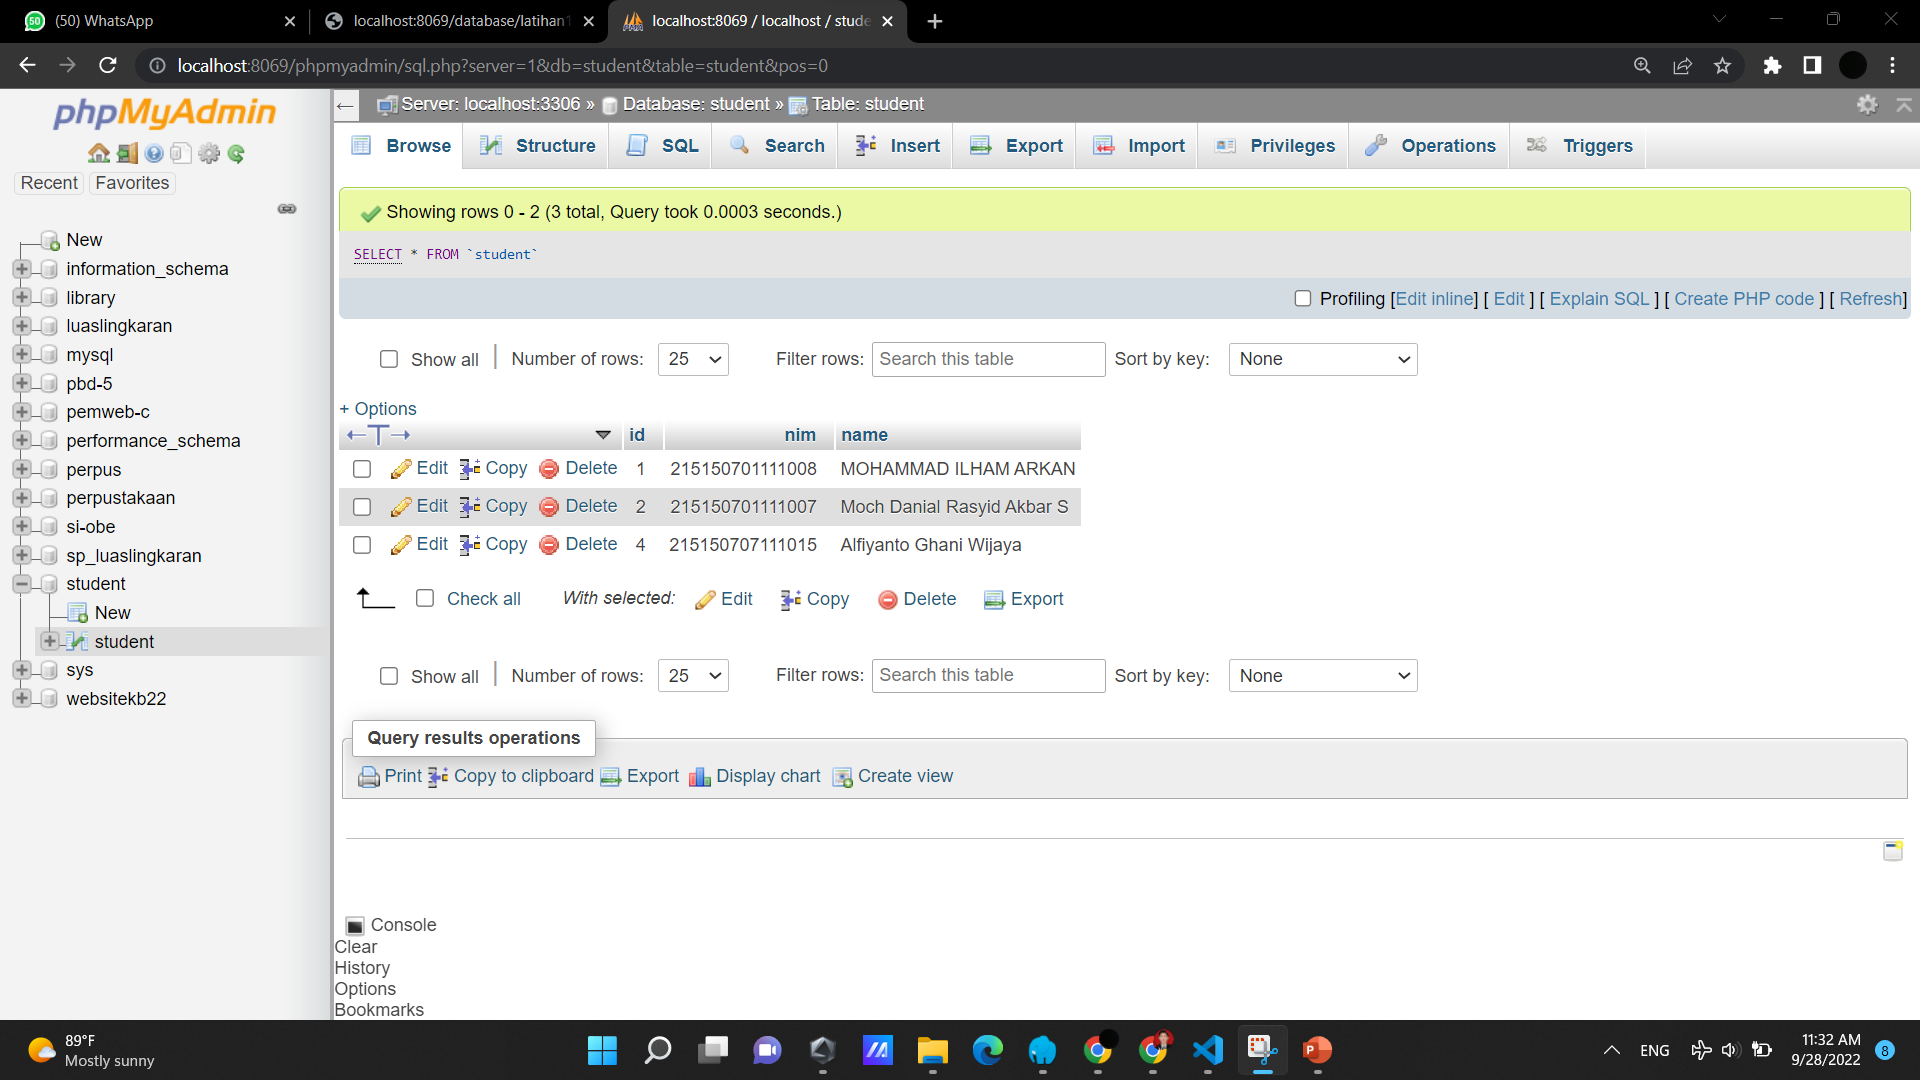 (50) WhatsApp
localhost:8069/database/latihan1
localhost:8069 / localhost / stude
localhost:8069/phpmyadmin/sql.php?server=1&db=student&table=student&pos=0
phpMyAdmin
Recent Favorites
New
information_schema
library
luaslingkaran
mysql
pbd-5
pemweb-c
performance_schema
perpus
perpustakaan
si-obe
sp_luaslingkaran
student
New
student
sys
websitekb22
Server: localhost:3306 » Database: student » Table: student
Browse Structure SQL Search Insert Export Import Privileges Operations Triggers
Showing rows 0 - 2 (3 total, Query took 0.0003 seconds.)
SELECT * FROM `student`
Profiling [Edit inline] [ Edit ] [ Explain SQL ] [ Create PHP code ] [ Refresh]
Show all Number of rows: 25 Filter rows: Search this table Sort by key: None
+ Options
←T→ id nim name
Edit Copy Delete 1 215150701111008 MOHAMMAD ILHAM ARKAN
Edit Copy Delete 2 215150701111007 Moch Danial Rasyid Akbar S
Edit Copy Delete 4 215150707111015 Alfiyanto Ghani Wijaya
Check all With selected: Edit Copy Delete Export
Show all Number of rows: 25 Filter rows: Search this table Sort by key: None
Query results operations
Print Copy to clipboard Export Display chart Create view
Console
Clear
History
Options
Bookmarks
89°F
Mostly sunny
ENG
11:32 AM
9/28/2022
8